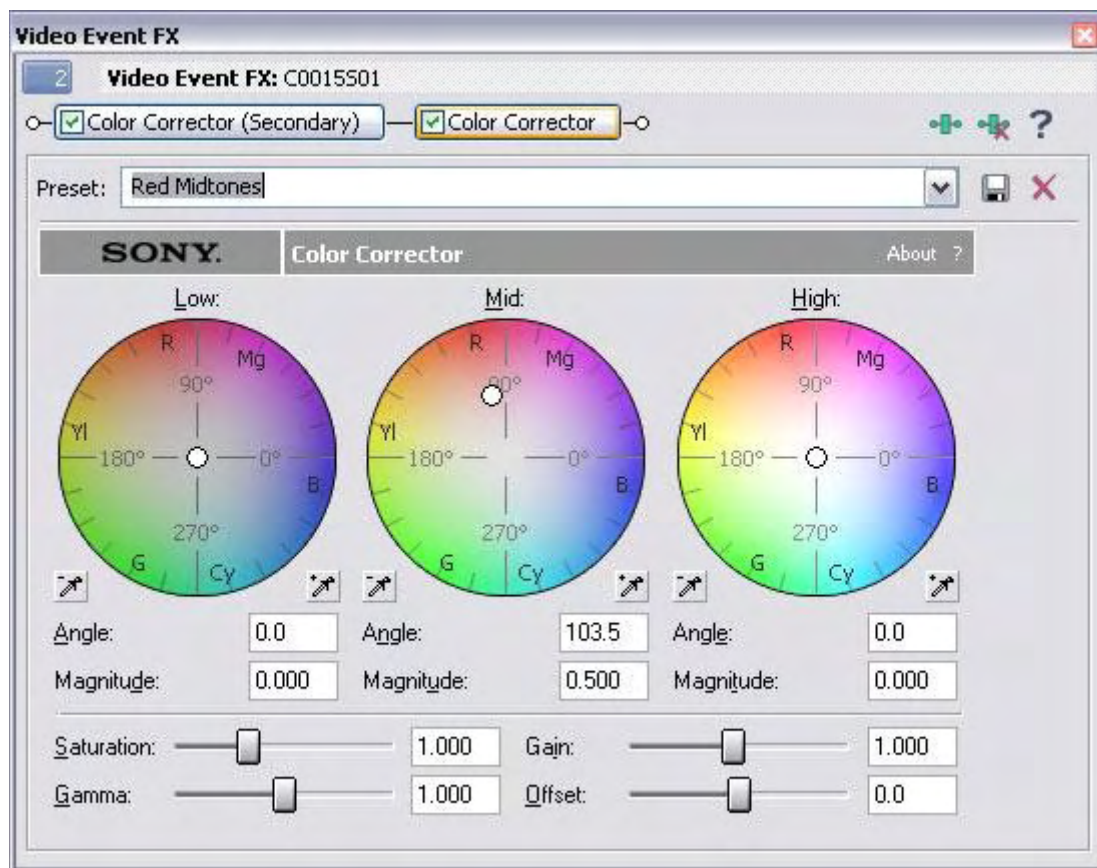 Video Event FX
2 Video Event FX: C0015S01
Color Corrector (Secondary) Color Corrector ?
Preset: Red Midtones
SONY. Color Corrector About ?
Low: Mid: High:
R Mg R Mg R Mg
90° 90° 90°
Yl 180° 0° B Yl 180° 0° B Yl 180° 0° B
270° 270° 270°
G Cy G Cy G Cy
Angle: 0.0 Angle: 103.5 Angle: 0.0
Magnitude: 0.000 Magnitude: 0.500 Magnitude: 0.000
Saturation: 1.000 Gain: 1.000
Gamma: 1.000 Offset: 0.0